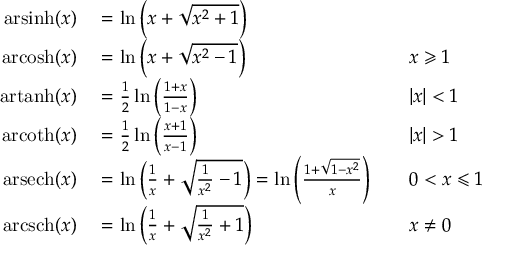 arsinh(x) = ln(x + √(x² + 1))
arcosh(x) = ln(x + √(x² − 1)) x ⩾ 1
artanh(x) = 1/2 ln((1+x)/(1−x)) |x| < 1
arcoth(x) = 1/2 ln((x+1)/(x−1)) |x| > 1
arsech(x) = ln(1/x + √(1/x² − 1)) = ln((1+√(1−x²))/x) 0 < x ⩽ 1
arcsch(x) = ln(1/x + √(1/x² + 1)) x ≠ 0